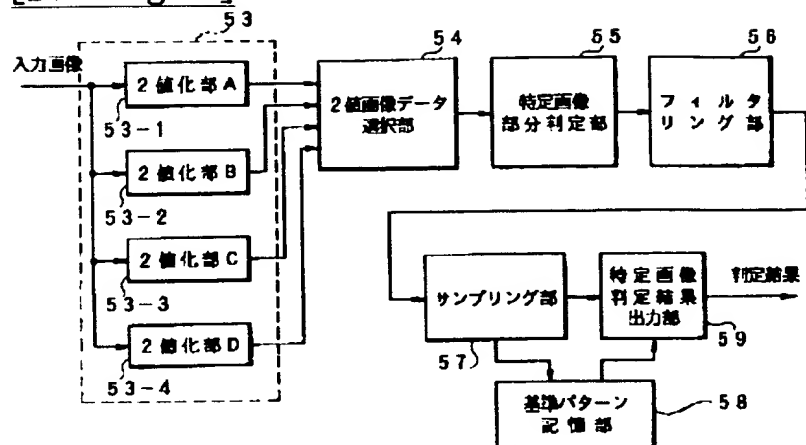 53
入力画像
2値化部A
53-1
2値化部B
53-2
2値化部C
53-3
2値化部D
53-4
54
2値画像データ
選択部
55
特定画像
部分判定部
56
フィルタ
リング部
サンプリング部
57
特定画像
判定結果
出力部
59
判定結果
基準パターン
記憶部
58